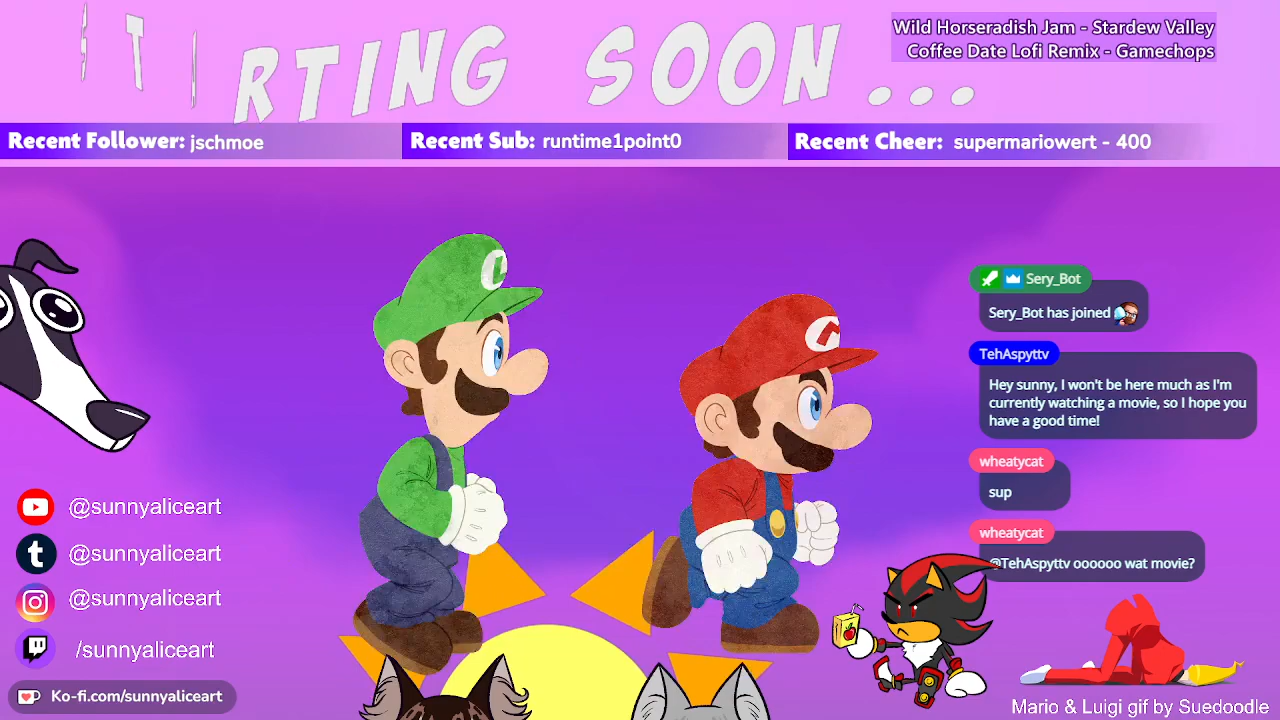 STARTING SOON...
Wild Horseradish Jam - Stardew Valley
Coffee Date Lofi Remix - Gamechops
Recent Follower: jschmoe
Recent Sub: runtime1point0
Recent Cheer: supermariowert - 400
L
M
Sery_Bot
Sery_Bot has joined
TehAspyttv
Hey sunny, I won't be here much as I'm
currently watching a movie, so I hope you
have a good time!
wheatycat
sup
wheatycat
@TehAspyttv oooooo wat movie?
@sunnyaliceart
@sunnyaliceart
@sunnyaliceart
/sunnyaliceart
Ko-fi.com/sunnyaliceart
Mario & Luigi gif by Suedoodle